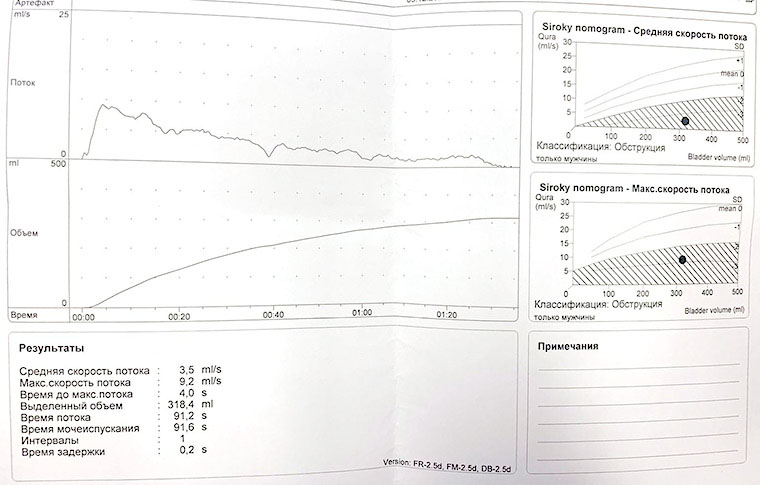 Артефакт
ml/s
25
Поток
0
ml
500
Объем
0
Время
00:00
00:20
00:40
01:00
01:20
Siroky nomogram - Средняя скорость потока
Qura
(ml/s)
SD
30
25
20
15
10
5
0
+1
mean 0
-1
-2
-3
0
100
200
300
400
500
Классификация: Обструкция
только мужчины
Bladder volume (ml)
Siroky nomogram - Макс.скорость потока
Qura
(ml/s)
SD
30
25
20
15
10
5
0
mean 0
-1
0
100
200
300
400
500
Классификация: Обструкция
только мужчины
Bladder volume (ml)
Результаты
Средняя скорость потока : 3,5 ml/s
Макс.скорость потока : 9,2 ml/s
Время до макс.потока : 4,0 s
Выделенный объем : 318,4 ml
Время потока : 91,2 s
Время мочеиспускания : 91,6 s
Интервалы : 1
Время задержки : 0,2 s
Version: FR-2.5d, FM-2.5d, DB-2.5d
Примечания